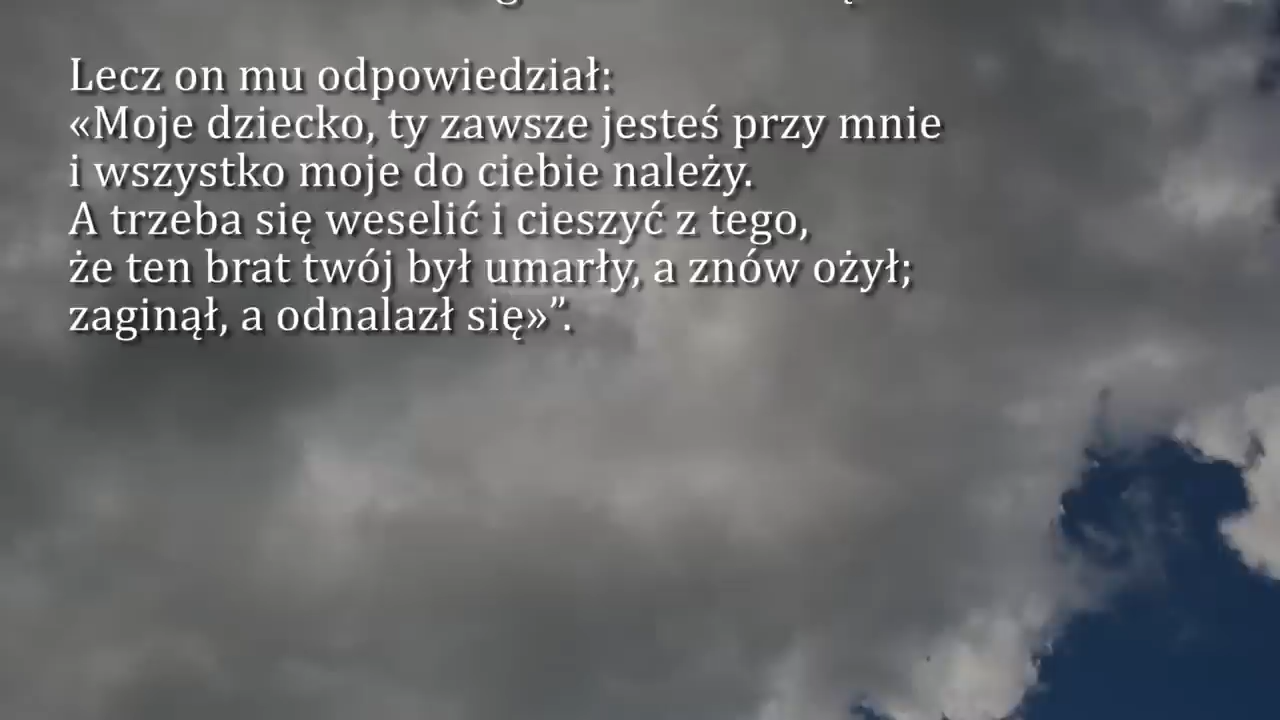 Lecz on mu odpowiedział:
«Moje dziecko, ty zawsze jesteś przy mnie
i wszystko moje do ciebie należy.
A trzeba się weselić i cieszyć z tego,
że ten brat twój był umarły, a znów ożył;
zaginął, a odnalazł się»”.